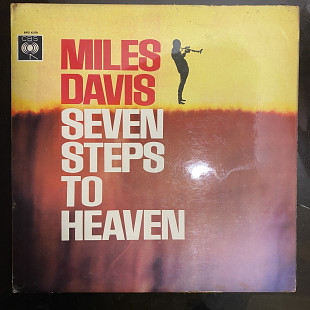 CBS
MILES
DAVIS
SEVEN
STEPS
TO
HEAVEN